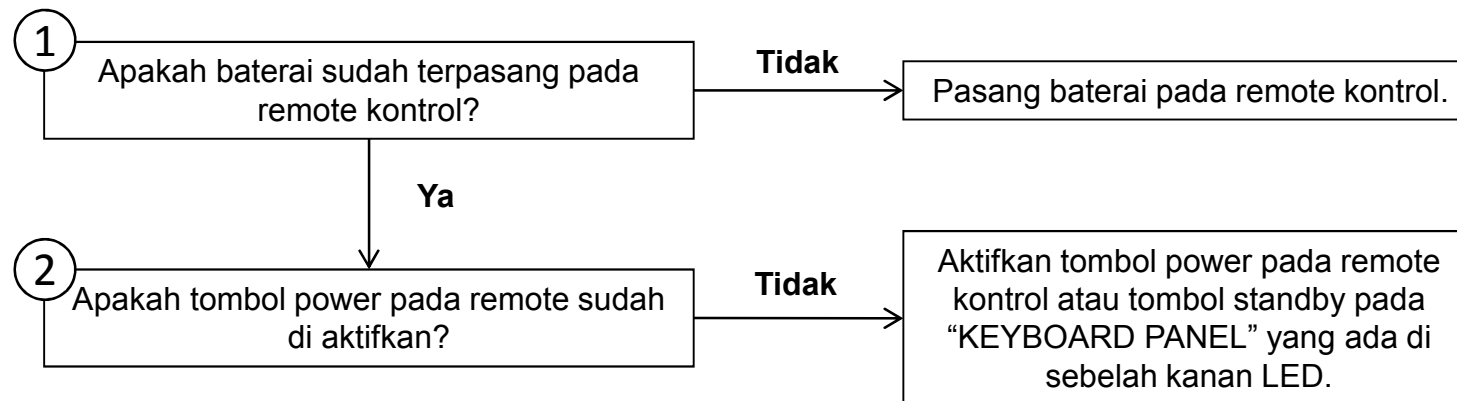 1
Apakah baterai sudah terpasang pada
remote kontrol?
Tidak
Pasang baterai pada remote kontrol.
Ya
2
Apakah tombol power pada remote sudah
di aktifkan?
Tidak
Aktifkan tombol power pada remote
kontrol atau tombol standby pada
“KEYBOARD PANEL” yang ada di
sebelah kanan LED.